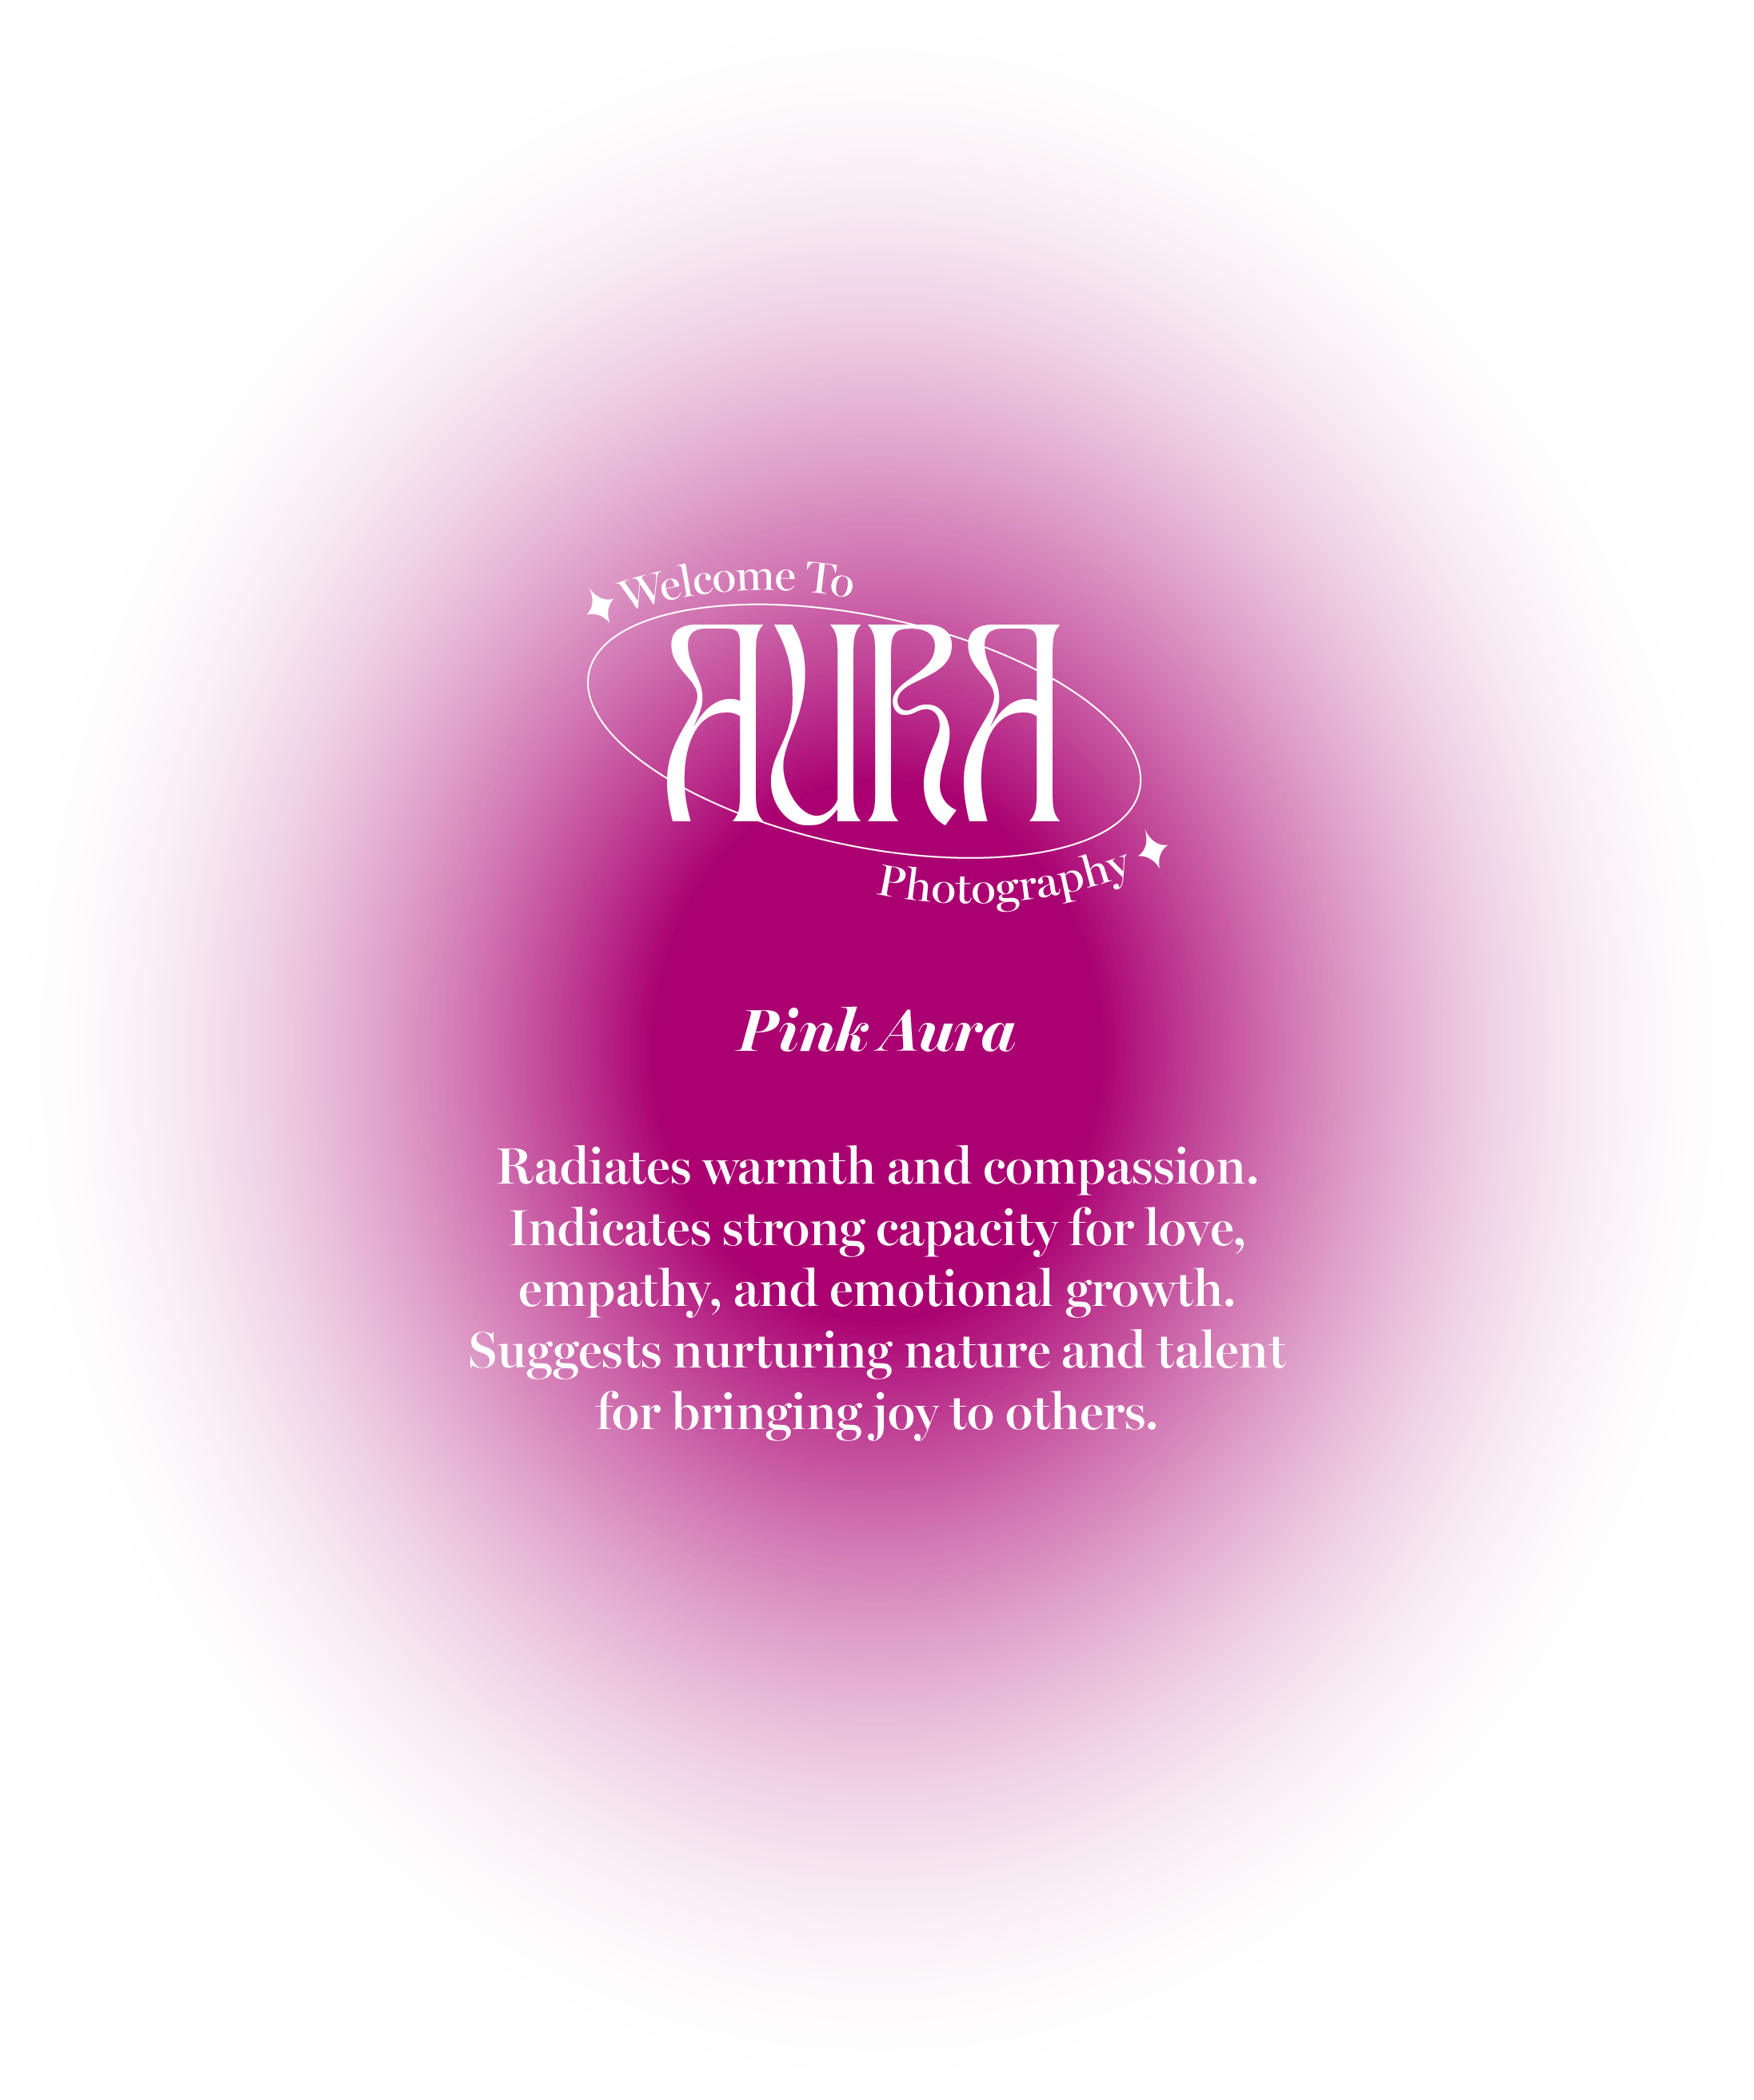 Welcome To
AURA
Photography
Pink Aura
Radiates warmth and compassion.
Indicates strong capacity for love,
empathy, and emotional growth.
Suggests nurturing nature and talent
for bringing joy to others.